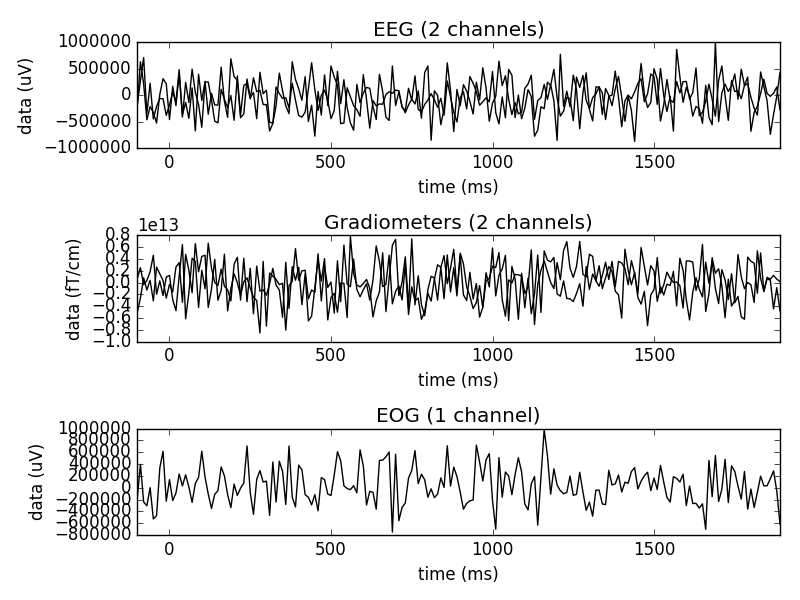 EEG (2 channels)
1000000
500000
0
−500000
−1000000
data (uV)
0 500 1000 1500
time (ms)
1e13 Gradiometers (2 channels)
0.8
0.6
0.4
0.2
0.0
−0.2
−0.4
−0.6
−0.8
−1.0
data (fT/cm)
0 500 1000 1500
time (ms)
EOG (1 channel)
1000000
800000
600000
400000
200000
0
−200000
−400000
−600000
−800000
data (uV)
0 500 1000 1500
time (ms)